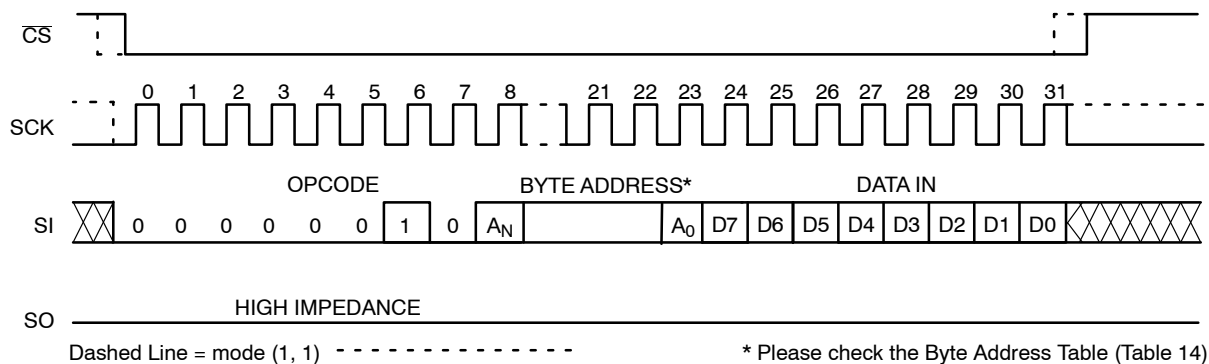 CS
0 1 2 3 4 5 6 7 8 21 22 23 24 25 26 27 28 29 30 31
SCK
OPCODE BYTE ADDRESS* DATA IN
SI 0 0 0 0 0 0 1 0 AN A0 D7 D6 D5 D4 D3 D2 D1 D0
HIGH IMPEDANCE
SO
Dashed Line = mode (1, 1) * Please check the Byte Address Table (Table 14)